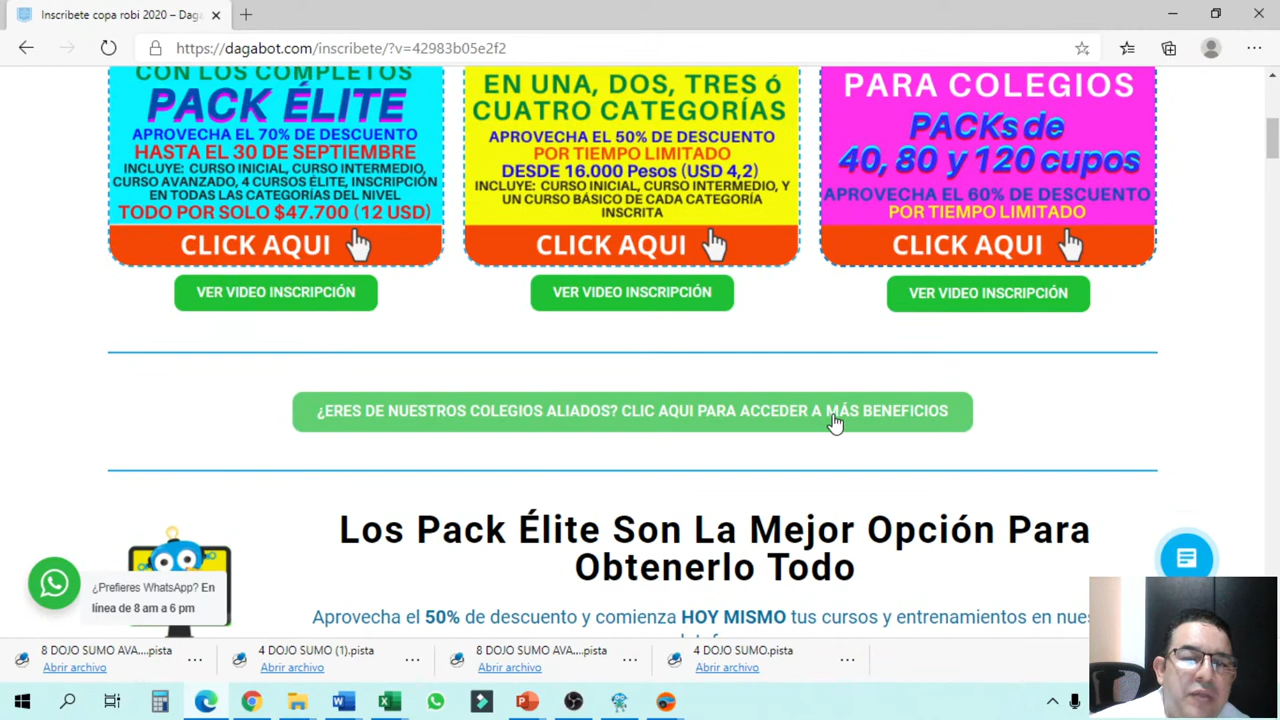 Inscribete copa robi 2020 – Dag
https://dagabot.com/inscribete/?v=42983b05e2f2
CON LOS COMPLETOS
PACK ÉLITE
APROVECHA EL 70% DE DESCUENTO
HASTA EL 30 DE SEPTIEMBRE
INCLUYE: CURSO INICIAL, CURSO INTERMEDIO,
CURSO AVANZADO, 4 CURSOS ÉLITE, INSCRIPCIÓN
EN TODAS LAS CATEGORÍAS DEL NIVEL
TODO POR SOLO $47.700 (12 USD)
CLICK AQUI
VER VIDEO INSCRIPCIÓN
EN UNA, DOS, TRES ó
CUATRO CATEGORÍAS
APROVECHA EL 50% DE DESCUENTO
POR TIEMPO LIMITADO
DESDE 16.000 Pesos (USD 4,2)
INCLUYE: CURSO INICIAL, CURSO INTERMEDIO, Y
UN CURSO BÁSICO DE CADA CATEGORÍA
INSCRITA
CLICK AQUI
VER VIDEO INSCRIPCIÓN
PARA COLEGIOS
PACKs de
40, 80 y 120 cupos
APROVECHA EL 60% DE DESCUENTO
POR TIEMPO LIMITADO
CLICK AQUI
VER VIDEO INSCRIPCIÓN
¿ERES DE NUESTROS COLEGIOS ALIADOS? CLIC AQUI PARA ACCEDER A MÁS BENEFICIOS
Los Pack Élite Son La Mejor Opción Para
Obtenerlo Todo
Aprovecha el 50% de descuento y comienza HOY MISMO tus cursos y entrenamientos en nues
¿Prefieres WhatsApp? En
línea de 8 am a 6 pm
8 DOJO SUMO AVA....pista
Abrir archivo
4 DOJO SUMO (1).pista
Abrir archivo
8 DOJO SUMO AVA....pista
Abrir archivo
4 DOJO SUMO.pista
Abrir archivo